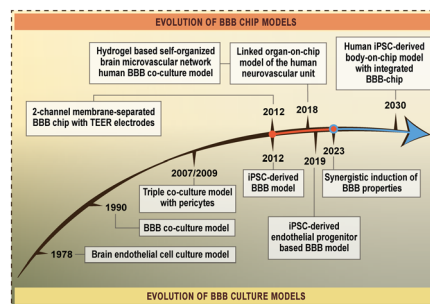 EVOLUTION OF BBB CHIP MODELS
Human iPSC-derived
body-on-chip model
with integrated
BBB-chip
Hydrogel based self-organized
brain microvascular network
human BBB co-culture model
Linked organ-on-chip
model of the human
neurovascular unit
2-channel membrane-separated
BBB chip with TEER electrodes
2012
2018
2030
2012
2019
2023
2007/2009
iPSC-derived
BBB model
Synergistic induction of
BBB properties
Triple co-culture model
with pericytes
1990
BBB co-culture model
iPSC-derived
endothelial progenitor
based BBB model
1978
Brain endothelial cell culture model
EVOLUTION OF BBB CULTURE MODELS